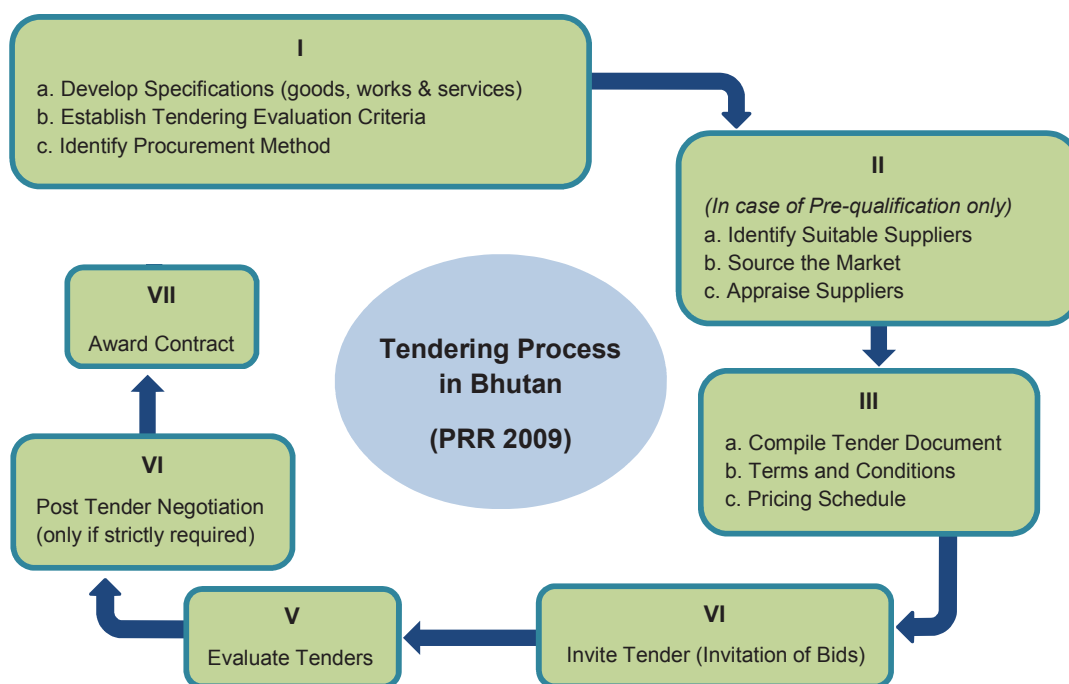 I
a. Develop Specifications (goods, works & services)
b. Establish Tendering Evaluation Criteria
c. Identify Procurement Method
II
(In case of Pre-qualification only)
a. Identify Suitable Suppliers
b. Source the Market
c. Appraise Suppliers
III
a. Compile Tender Document
b. Terms and Conditions
c. Pricing Schedule
VI
Invite Tender (Invitation of Bids)
V
Evaluate Tenders
VI
Post Tender Negotiation
(only if strictly required)
VII
Award Contract
Tendering Process
in Bhutan
(PRR 2009)